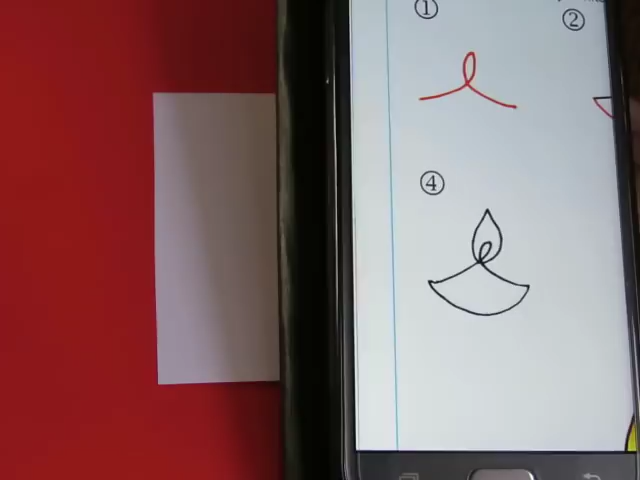 ①
②
④